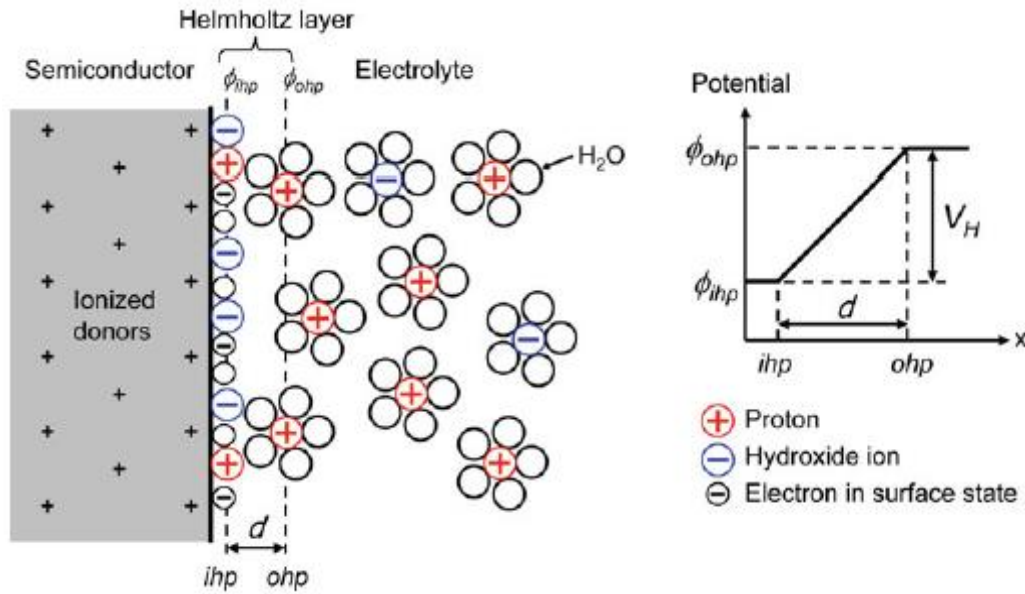 Helmholtz layer
Semiconductor
ϕihp
ϕohp
Electrolyte
H2O
Ionized
donors
d
ihp
ohp
Potential
ϕohp
VH
ϕihp
d
x
ihp
ohp
Proton
Hydroxide ion
Electron in surface state